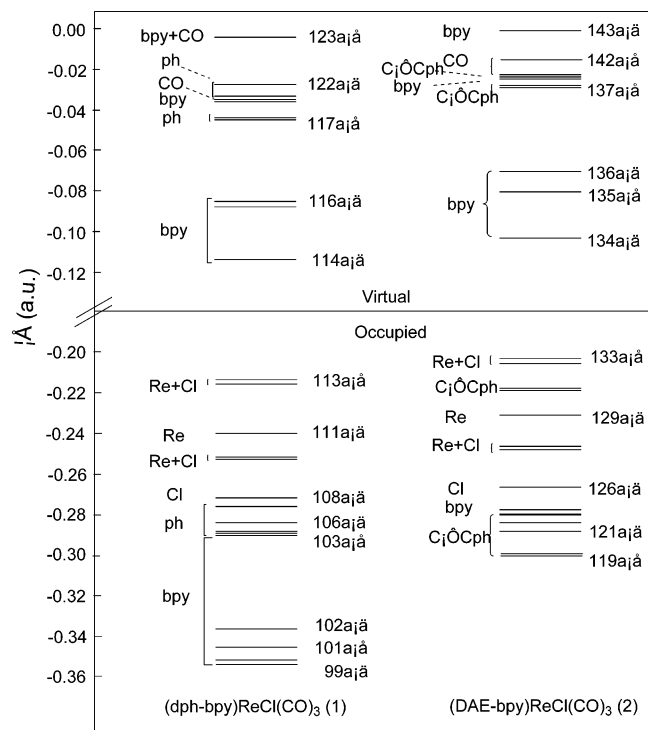 ¡Å (a.u.)
0.00
-0.02
-0.04
-0.06
-0.08
-0.10
-0.12
-0.20
-0.22
-0.24
-0.26
-0.28
-0.30
-0.32
-0.34
-0.36
bpy+CO 123a¡å
ph
CO 122a¡ä
bpy
ph 117a¡å
116a¡ä
bpy
114a¡ä
Re+Cl 113a¡å
Re 111a¡ä
Re+Cl
Cl 108a¡ä
ph 106a¡å
103a¡å
bpy
102a¡ä
101a¡å
99a¡ä
(dph-bpy)ReCl(CO)3 (1)
bpy 143a¡ä
CO 142a¡å
C¡ÔCph
bpy 137a¡å
C¡ÔCph
136a¡å
bpy 135a¡å
134a¡ä
Virtual
Occupied
Re+Cl 133a¡å
C¡ÔCph
Re 129a¡ä
Re+Cl
Cl 126a¡ä
bpy
C¡ÔCph 121a¡ä
119a¡å
(DAE-bpy)ReCl(CO)3 (2)